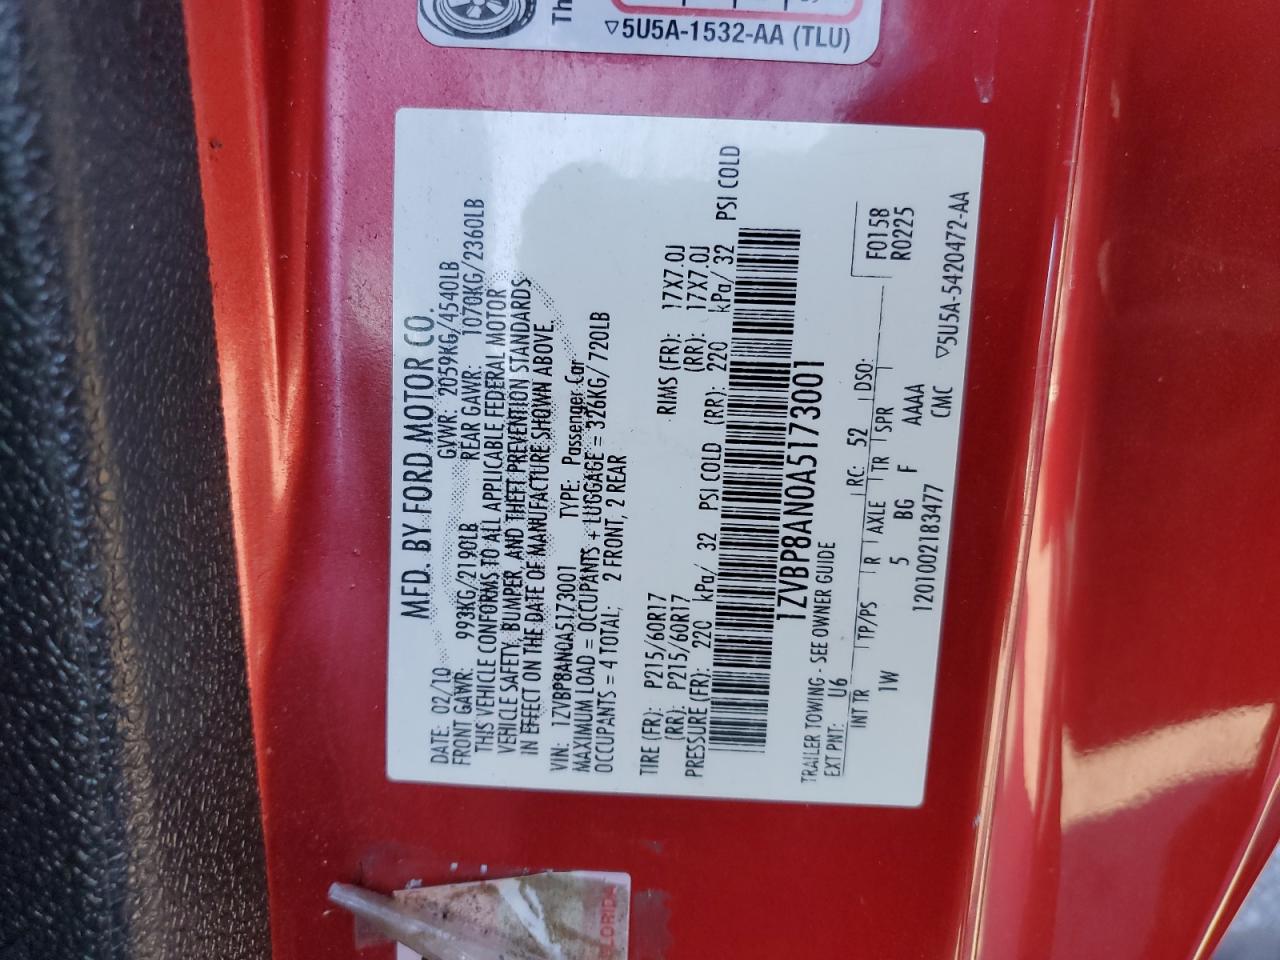 Th
▽5U5A-1532-AA (TLU)
MFD. BY FORD MOTOR CO.
DATE: 02/10 GVWR: 2059KG/4540LB
FRONT GAWR: 993KG/2190LB REAR GAWR: 1070KG/2360LB
THIS VEHICLE CONFORMS TO ALL APPLICABLE FEDERAL MOTOR
VEHICLE SAFETY, BUMPER, AND THEFT PREVENTION STANDARDS
IN EFFECT ON THE DATE OF MANUFACTURE SHOWN ABOVE.
VIN: 1ZVBP8AN0A5173001 TYPE: Passenger Car
MAXIMUM LOAD = OCCUPANTS + LUGGAGE = 326KG/720LB
OCCUPANTS = 4 TOTAL; 2 FRONT, 2 REAR
TIRE (FR): P215/60R17 RIMS (FR): 17X7.0J
(RR): P215/60R17 (RR): 17X7.0J
PRESSURE (FR): 220 kPa/ 32 PSI COLD (RR): 220 kPa/ 32 PSI COLD
1ZVBP8AN0A5173001
TRAILER TOWING - SEE OWNER GUIDE
EXT PNT: U6 RC: 52 DSO: F0158
INT TR TP/PS R AXLE TR SPR R0225
1W 5 BG F AAAA
12010002183477 CMC ▽5U5A-5420472-AA
LORIDA